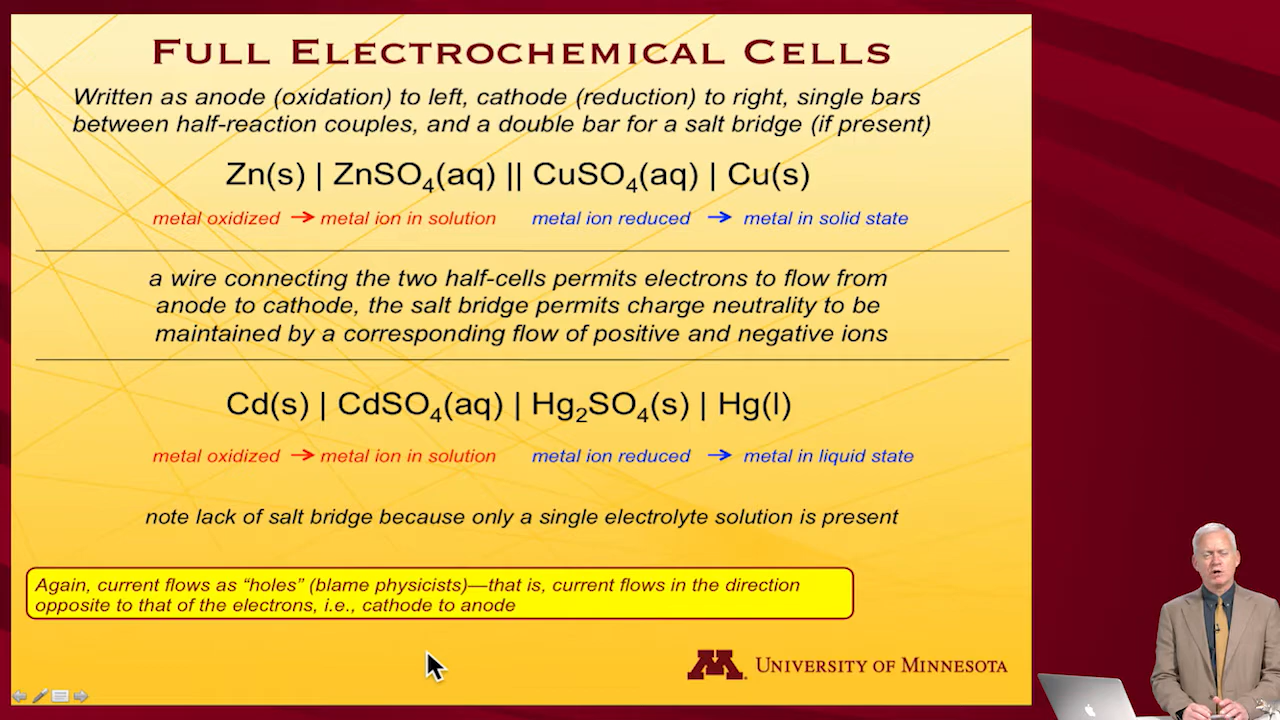 FULL ELECTROCHEMICAL CELLS
Written as anode (oxidation) to left, cathode (reduction) to right, single bars
between half-reaction couples, and a double bar for a salt bridge (if present)
Zn(s) | ZnSO₄(aq) || CuSO₄(aq) | Cu(s)
metal oxidized → metal ion in solution metal ion reduced → metal in solid state
a wire connecting the two half-cells permits electrons to flow from
anode to cathode, the salt bridge permits charge neutrality to be
maintained by a corresponding flow of positive and negative ions
Cd(s) | CdSO₄(aq) | Hg₂SO₄(s) | Hg(l)
metal oxidized → metal ion in solution metal ion reduced → metal in liquid state
note lack of salt bridge because only a single electrolyte solution is present
Again, current flows as “holes” (blame physicists)—that is, current flows in the direction
opposite to that of the electrons, i.e., cathode to anode
M UNIVERSITY OF MINNESOTA